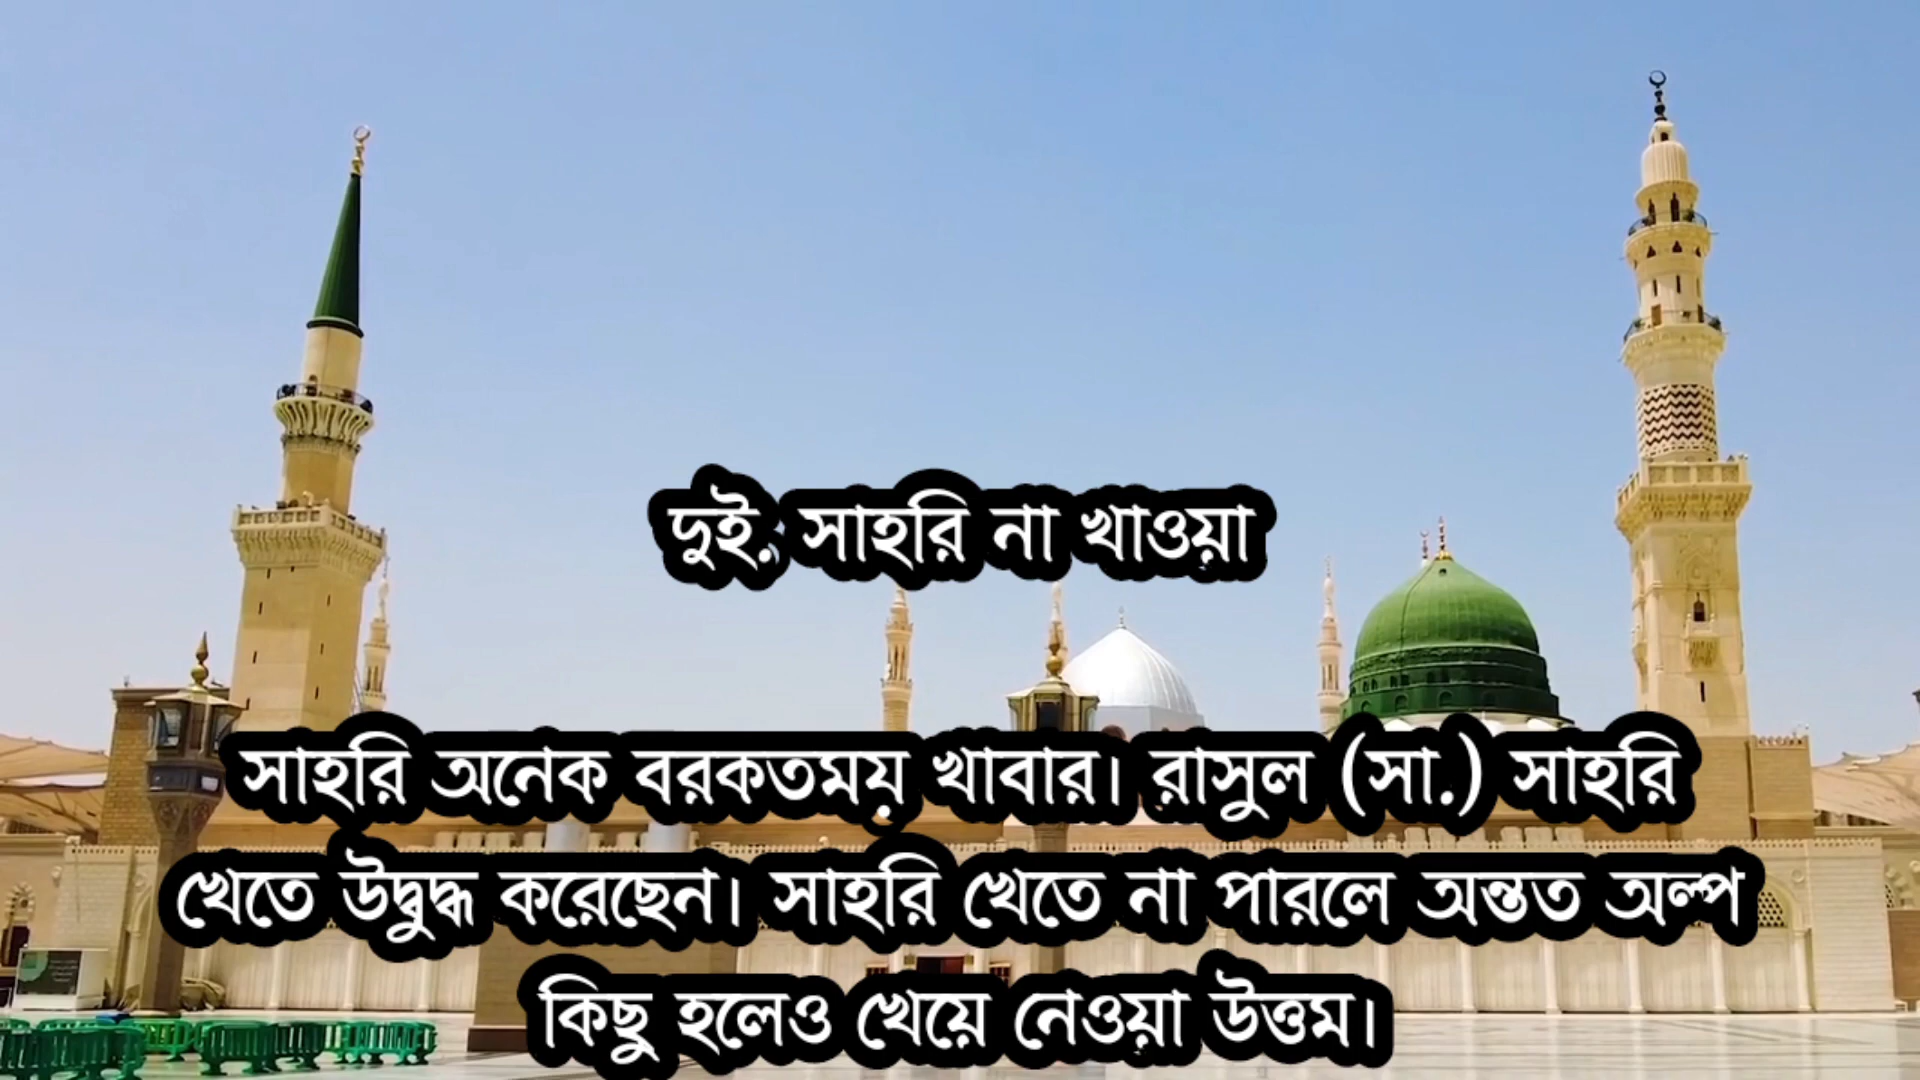 দুই. সাহরি না খাওয়া
সাহরি অনেক বরকতময় খাবার। রাসুল (সা.) সাহরি
খেতে উদ্বুদ্ধ করেছেন। সাহরি খেতে না পারলে অন্তত অল্প
কিছু হলেও খেয়ে নেওয়া উত্তম।